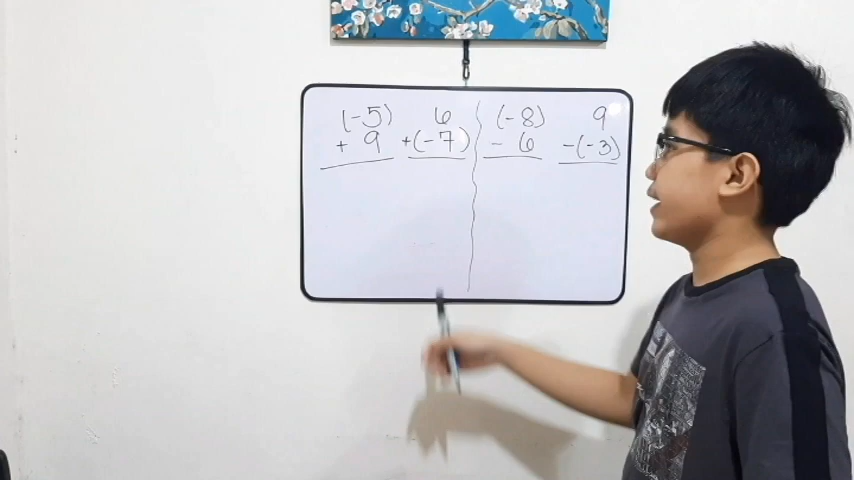 (-5) 6 (-8) 9
+ 9 +(-7) - 6 -(-3)